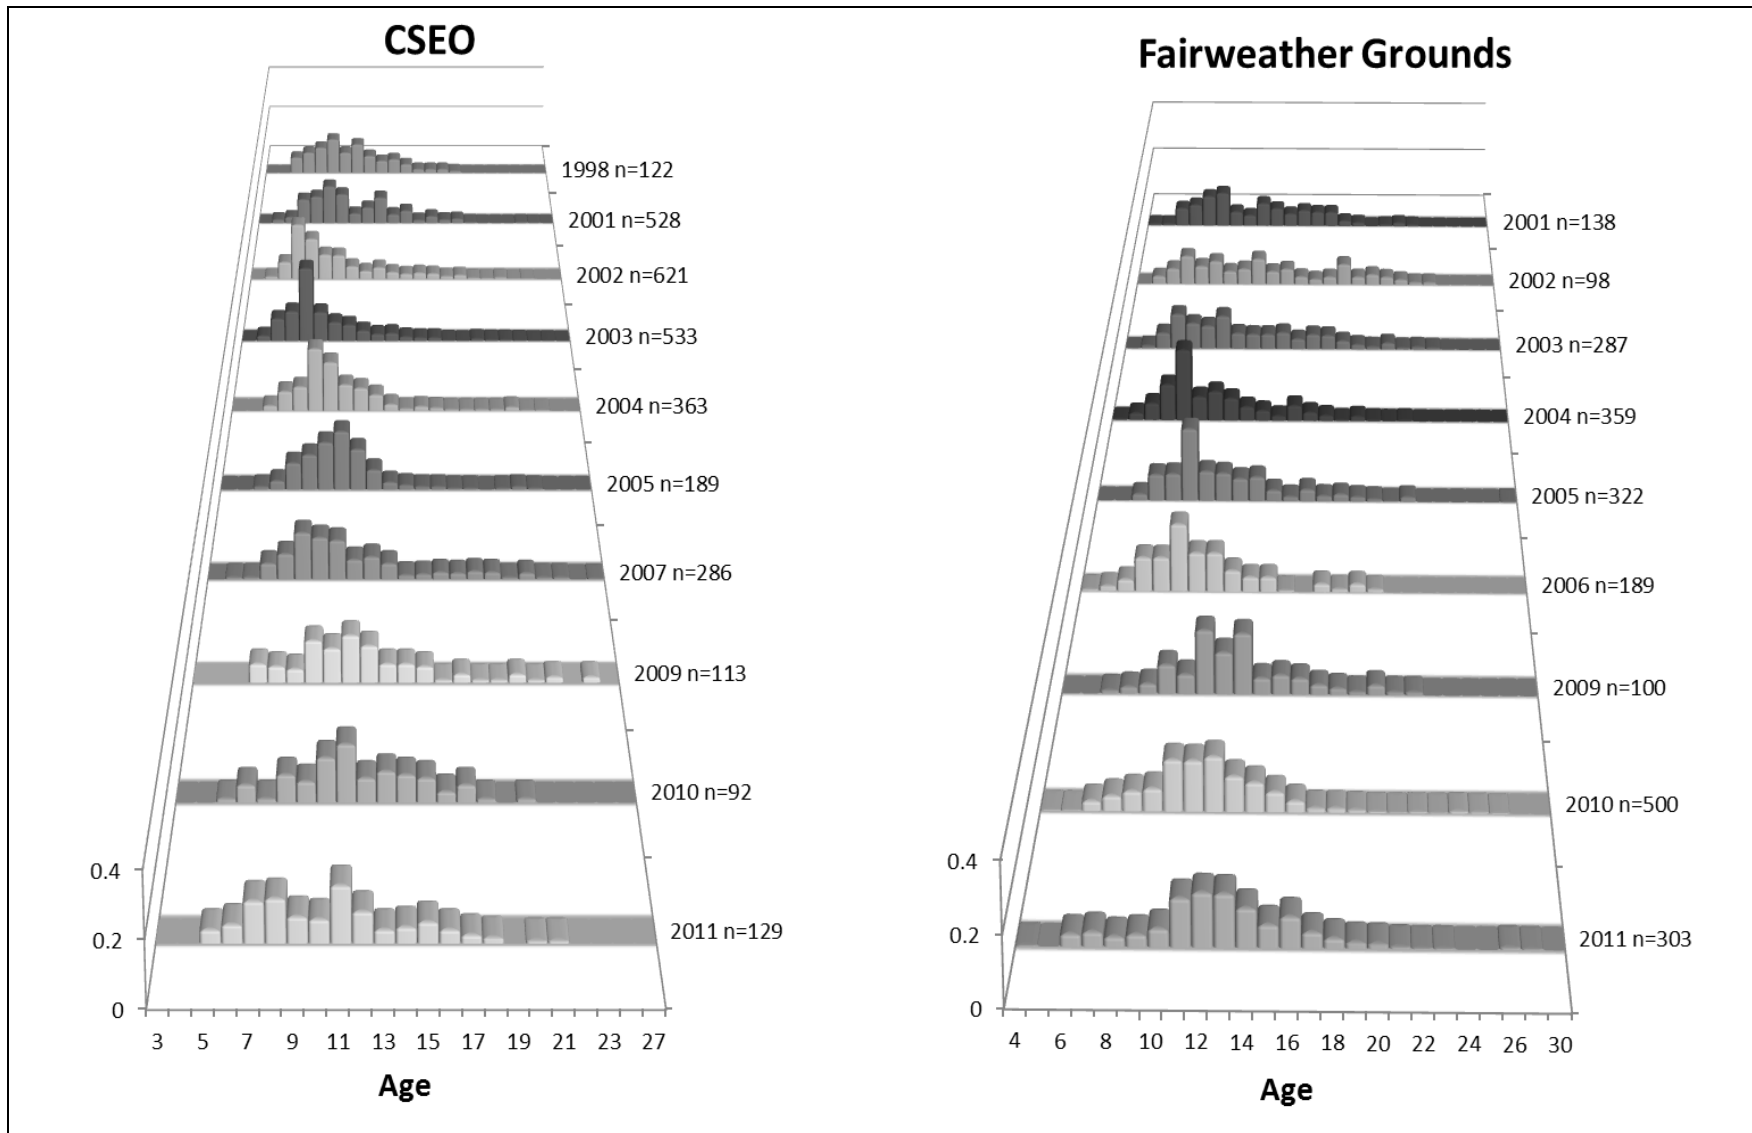 CSEO
1998 n=122
2001 n=528
2002 n=621
2003 n=533
2004 n=363
2005 n=189
2007 n=286
2009 n=113
2010 n=92
2011 n=129
0.4
0.2
0
3 5 7 9 11 13 15 17 19 21 23 27
Age
Fairweather Grounds
2001 n=138
2002 n=98
2003 n=287
2004 n=359
2005 n=322
2006 n=189
2009 n=100
2010 n=500
2011 n=303
0.4
0.2
0
4 6 8 10 12 14 16 18 20 22 24 26 30
Age